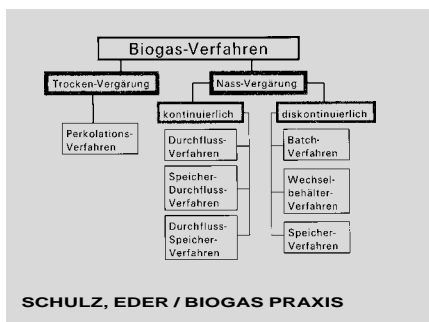 Biogas-Verfahren
Trocken-Vergärung
Nass-Vergärung
kontinuierlich
diskontinuierlich
Perkolations-
Verfahren
Durchfluss-
Verfahren
Batch-
Verfahren
Speicher-
Durchfluss-
Verfahren
Wechsel-
behälter-
Verfahren
Durchfluss-
Speicher-
Verfahren
Speicher-
Verfahren
SCHULZ, EDER / BIOGAS PRAXIS